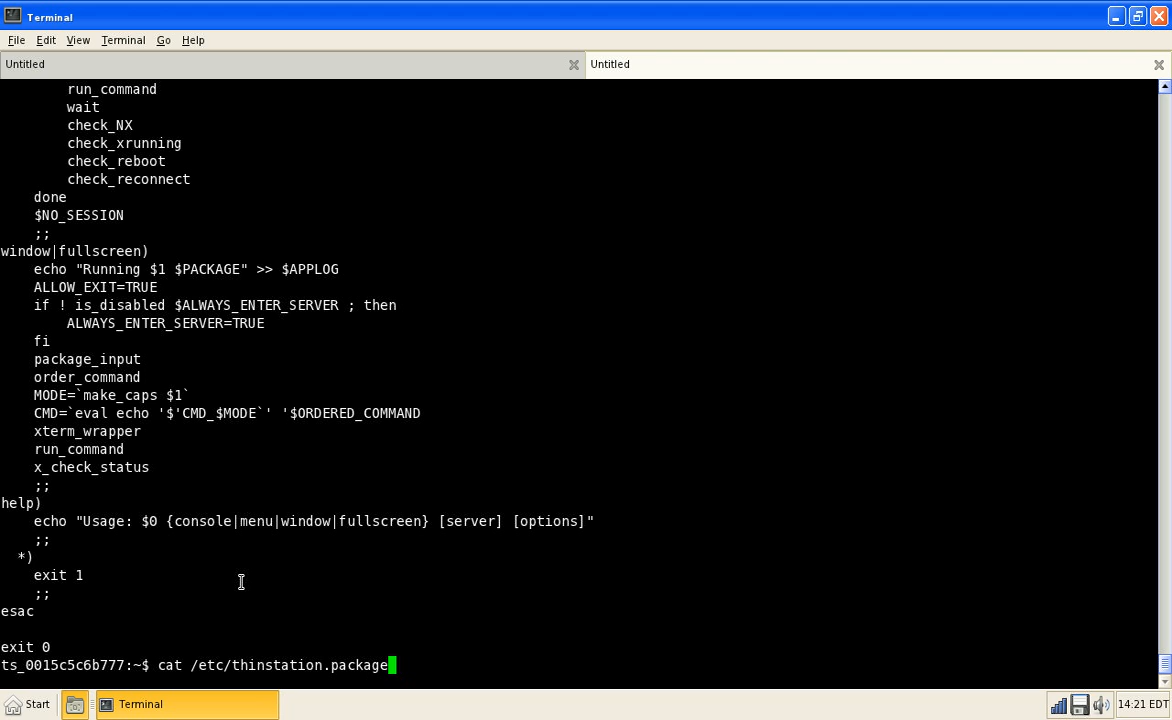 Terminal
File Edit View Terminal Go Help
Untitled
Untitled
run_command
wait
check_NX
check_xrunning
check_reboot
check_reconnect
done
$NO_SESSION
;;
window|fullscreen)
echo "Running $1 $PACKAGE" >> $APPLOG
ALLOW_EXIT=TRUE
if ! is_disabled $ALWAYS_ENTER_SERVER ; then
ALWAYS_ENTER_SERVER=TRUE
fi
package_input
order_command
MODE=`make_caps $1`
CMD=`eval echo '$'CMD_$MODE`' '$ORDERED_COMMAND
xterm_wrapper
run_command
x_check_status
;;
help)
echo "Usage: $0 {console|menu|window|fullscreen} [server] [options]"
;;
*)
exit 1
;;
esac
exit 0
ts_0015c5c6b777:~$ cat /etc/thinstation.package
Start
Terminal
14:21 EDT